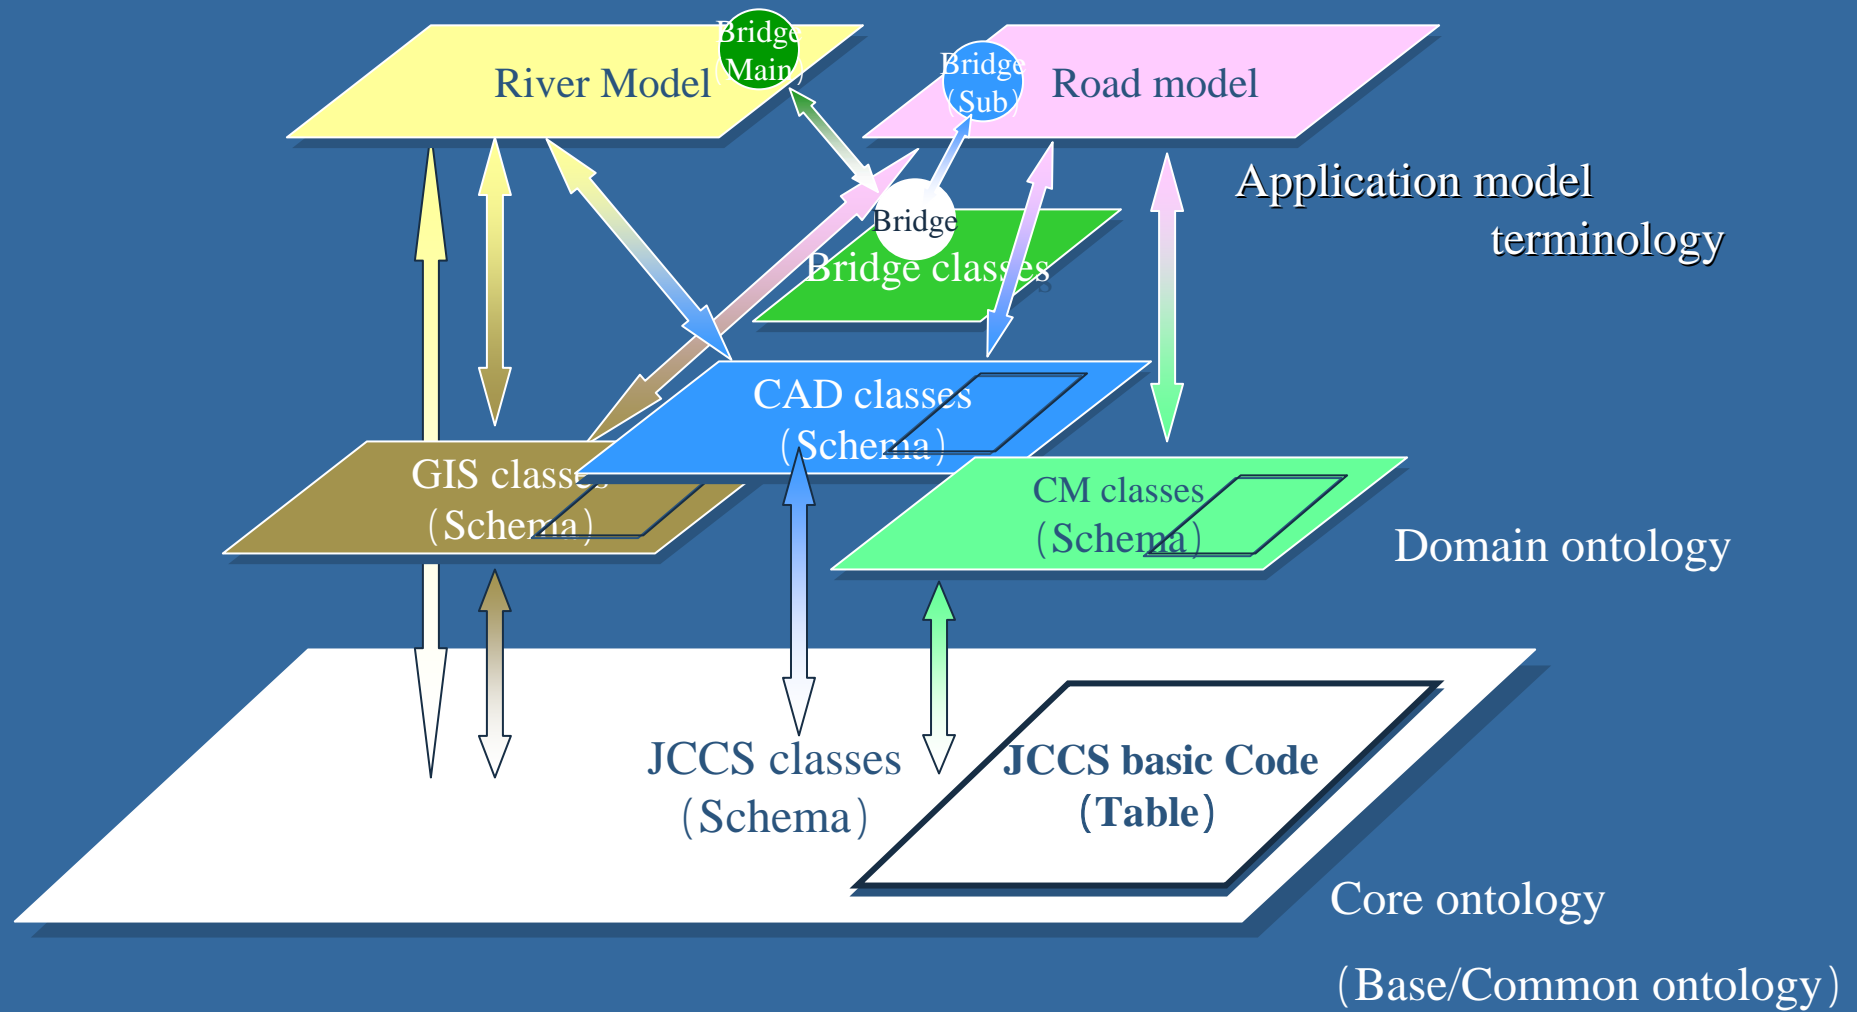 Bridge
(Main)
River Model
Bridge
(Sub)
Road model
Application model
terminology
Bridge
Bridge classes
CAD classes
(Schema)
GIS classes
(Schema)
CM classes
(Schema)
Domain ontology
JCCS classes
(Schema)
JCCS basic Code
(Table)
Core ontology
(Base/Common ontology)